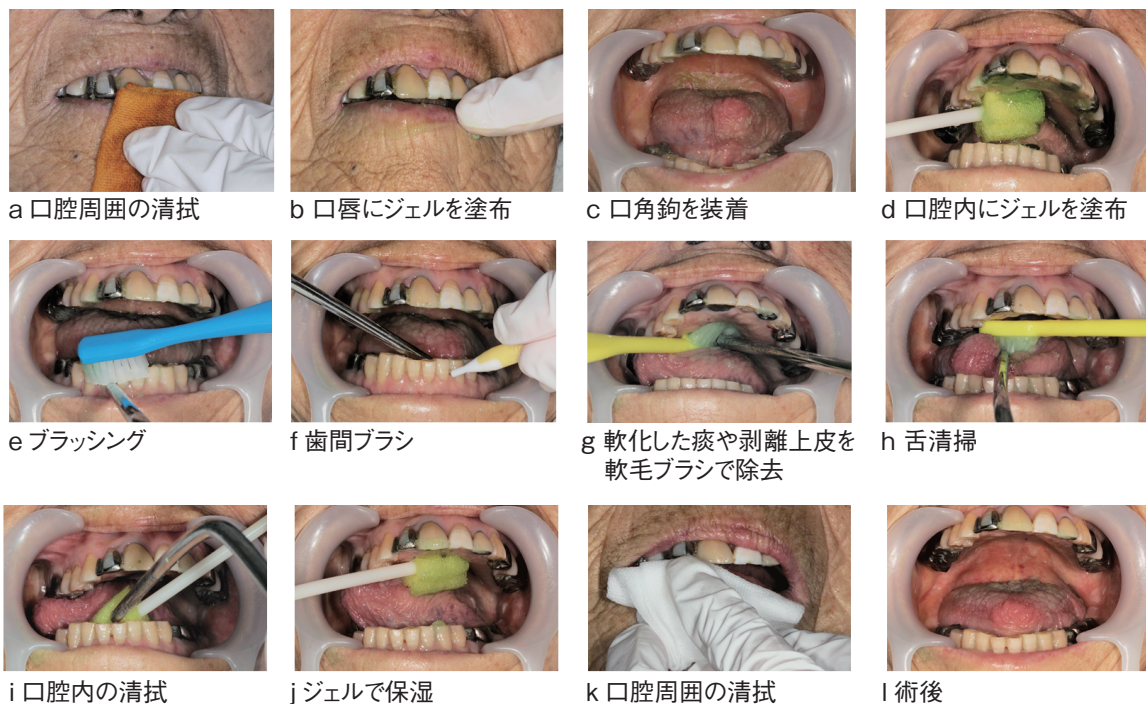 a 口腔周囲の清拭
b 口唇にジェルを塗布
c 口角鉤を装着
d 口腔内にジェルを塗布
e ブラッシング
f 歯間ブラシ
g 軟化した痰や剥離上皮を
軟毛ブラシで除去
h 舌清掃
i 口腔内の清拭
j ジェルで保湿
k 口腔周囲の清拭
l 術後